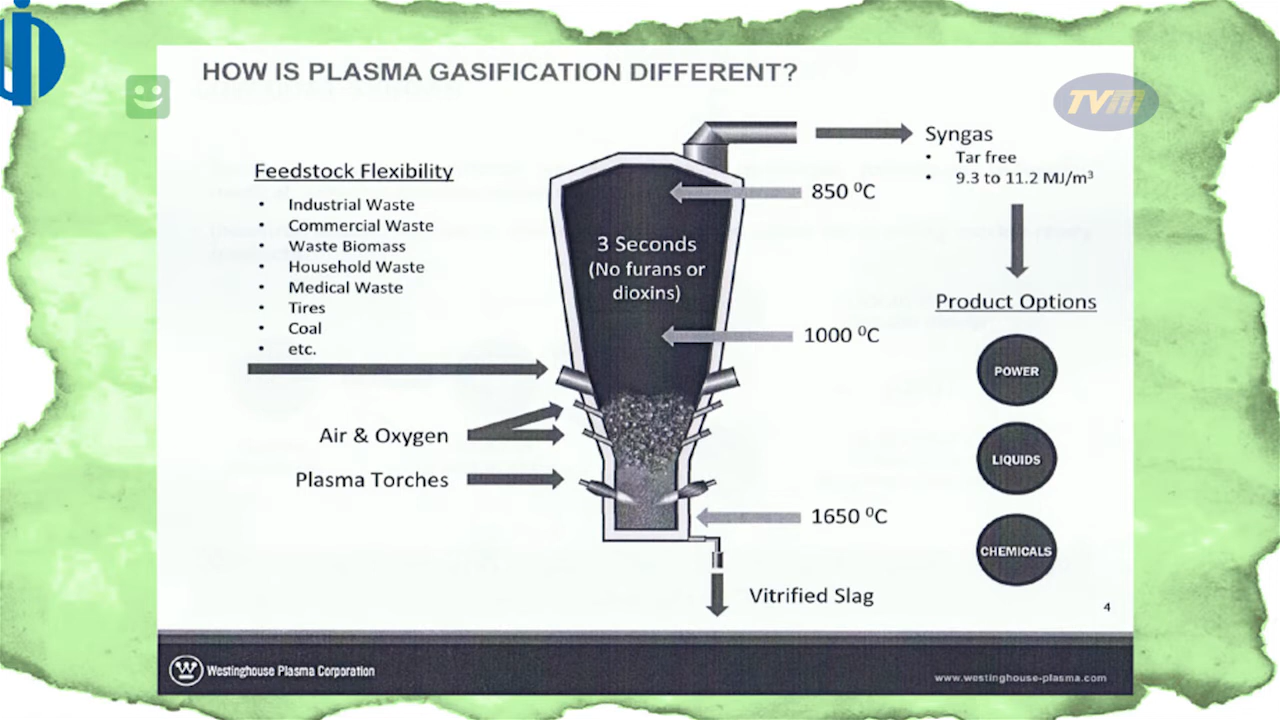 HOW IS PLASMA GASIFICATION DIFFERENT?
TVM
Feedstock Flexibility
• Industrial Waste
• Commercial Waste
• Waste Biomass
• Household Waste
• Medical Waste
• Tires
• Coal
• etc.
Air & Oxygen
Plasma Torches
3 Seconds
(No furans or
dioxins)
850 ⁰C
1000 ⁰C
1650 ⁰C
Vitrified Slag
Syngas
• Tar free
• 9.3 to 11.2 MJ/m³
Product Options
POWER
LIQUIDS
CHEMICALS
4
W Westinghouse Plasma Corporation
www.westinghouse-plasma.com